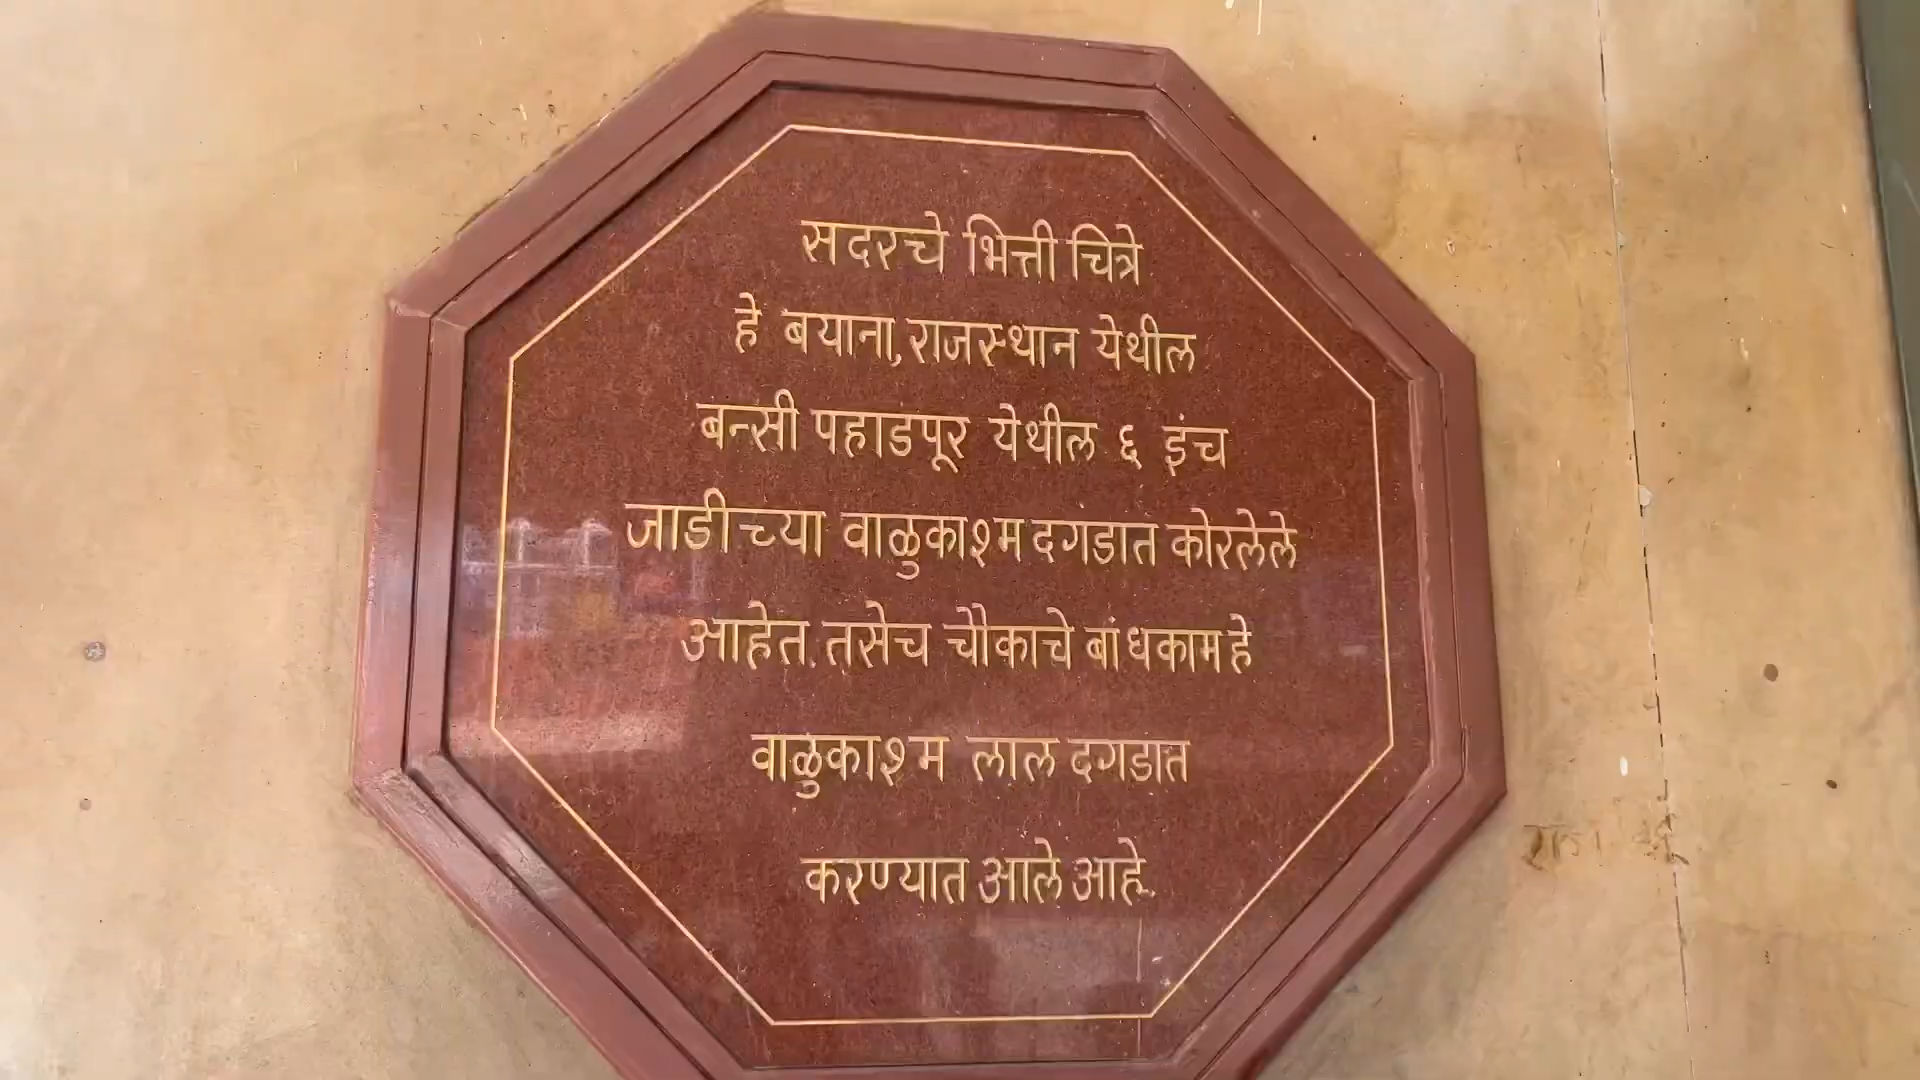 सदरचे भित्ती चित्रे
हे बयाना,राजस्थान येथील
बन्सी पहाडपूर येथील ६ इंच
जाडीच्या वाळुकाश्म दगडात कोरलेले
आहेत. तसेच चौकाचे बांधकाम हे
वाळुकाश्म लाल दगडात
करण्यात आले आहे.